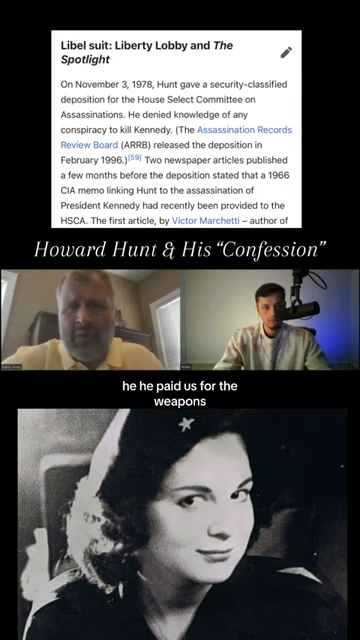 Libel suit: Liberty Lobby and The
Spotlight
On November 3, 1978, Hunt gave a security-classified
deposition for the House Select Committee on
Assassinations. He denied knowledge of any
conspiracy to kill Kennedy. (The Assassination Records
Review Board (ARRB) released the deposition in
February 1996.)[59] Two newspaper articles published
a few months before the deposition stated that a 1966
CIA memo linking Hunt to the assassination of
President Kennedy had recently been provided to the
HSCA. The first article, by Victor Marchetti – author of
Howard Hunt & His “Confession”
he he paid us for the
weapons